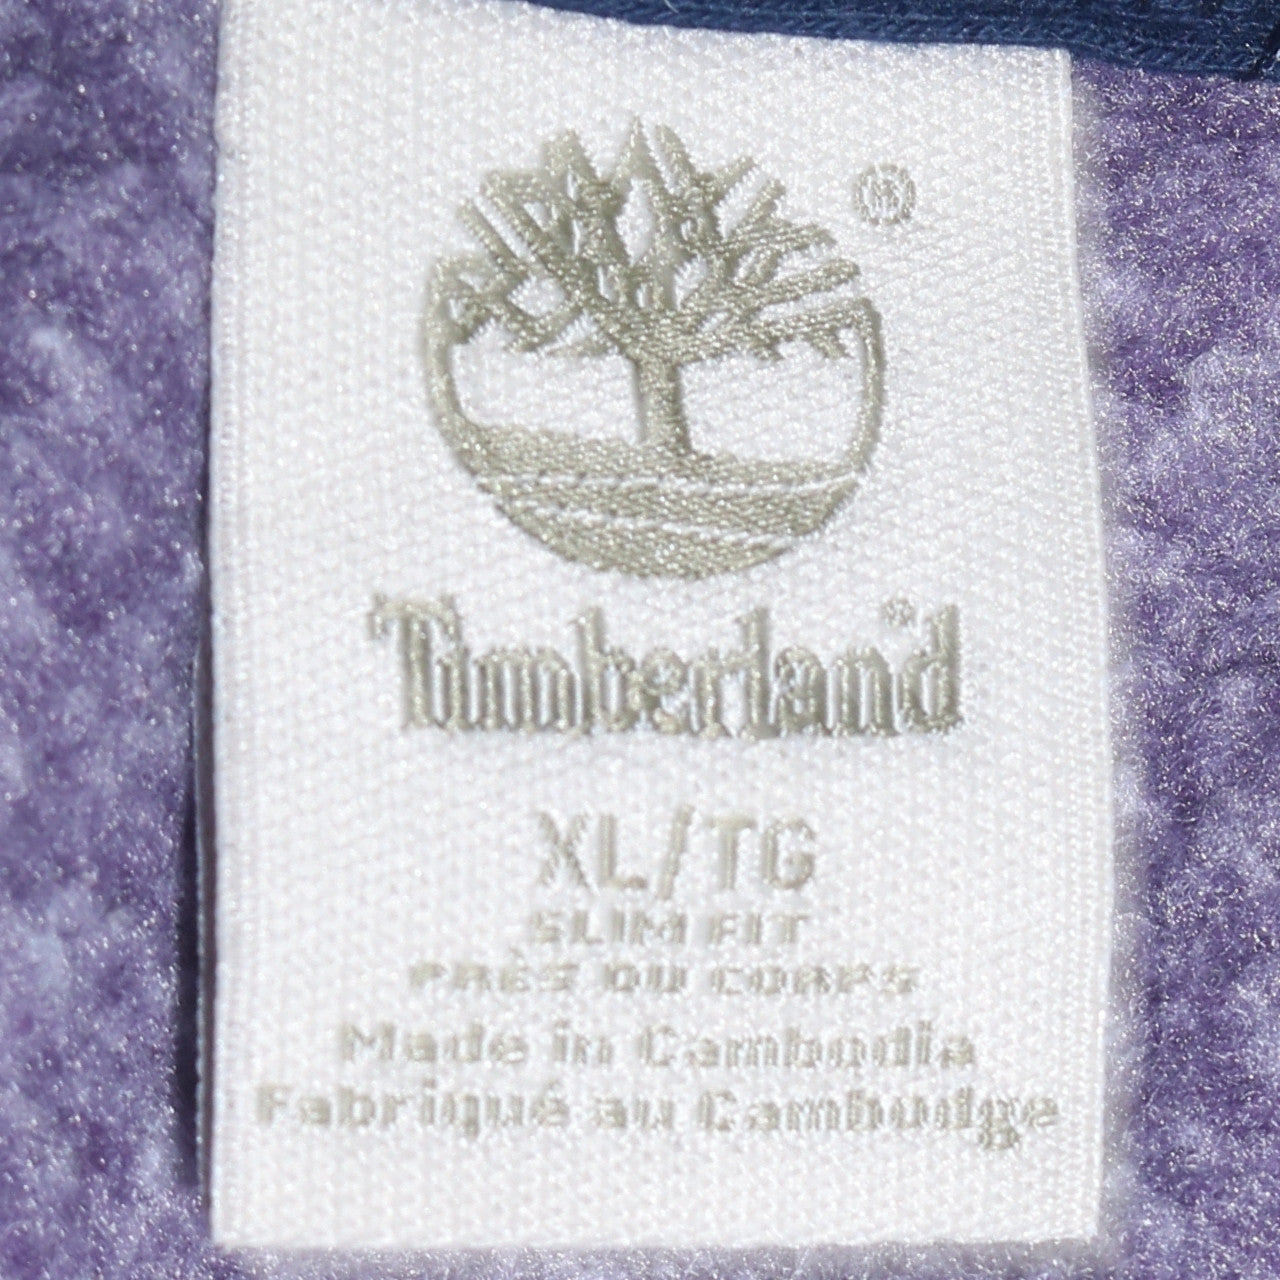 ®
Timberland®
XL/TG
SLIM FIT
PRÈS DU CORPS
Made in Cambodia
Fabriqué au Cambodge